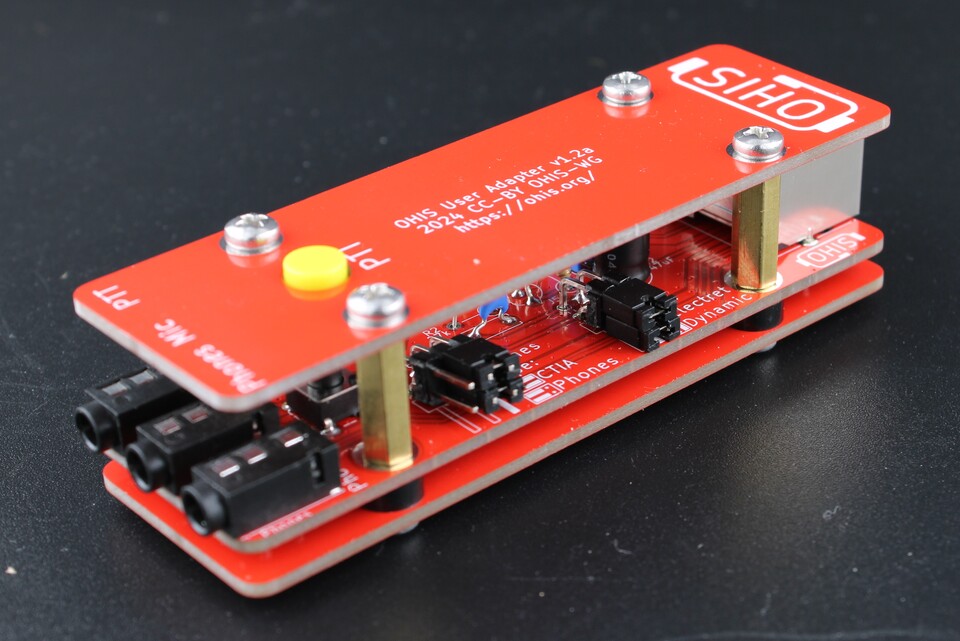 OHIS
OHIS User Adapter v1.2a
2024 CC-BY OHIS-WG
https://ohis.org/
PTT
PTT
Mic
Phones
OHIS
Dynamic
CTIA
Phones
R2